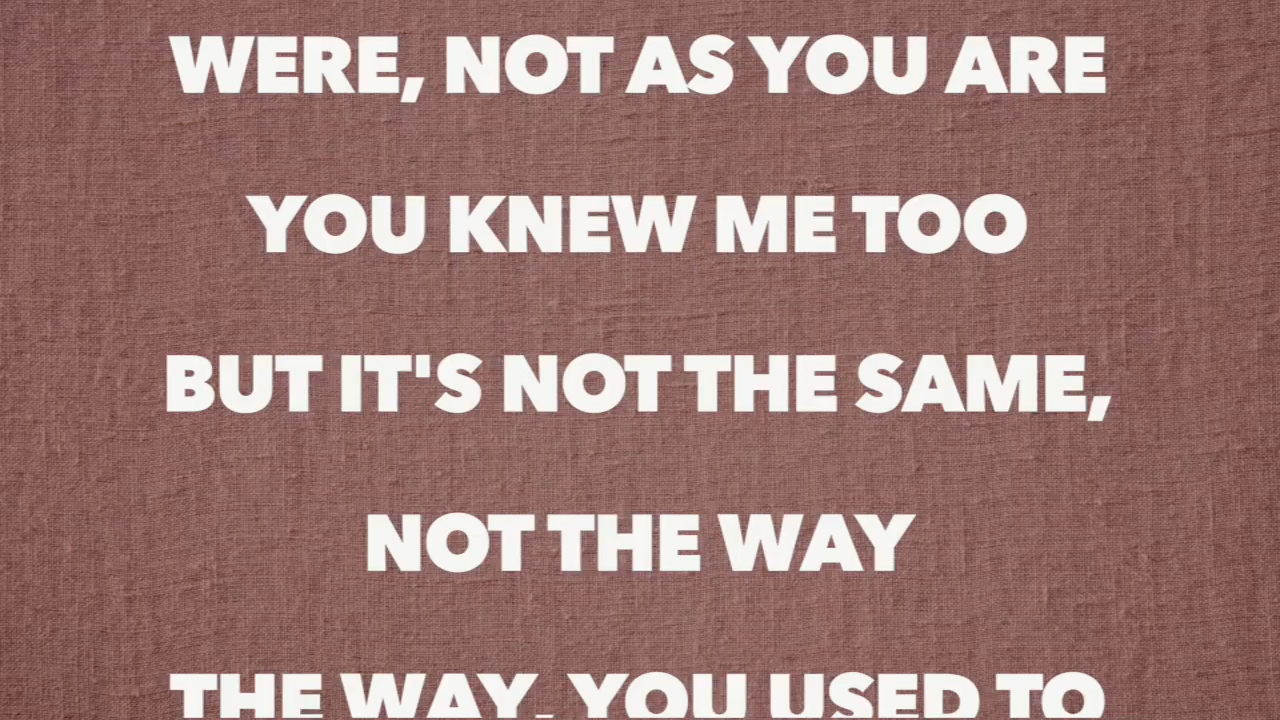 WERE, NOT AS YOU ARE
YOU KNEW ME TOO
BUT IT'S NOT THE SAME,
NOT THE WAY
THE WAY, YOU USED TO